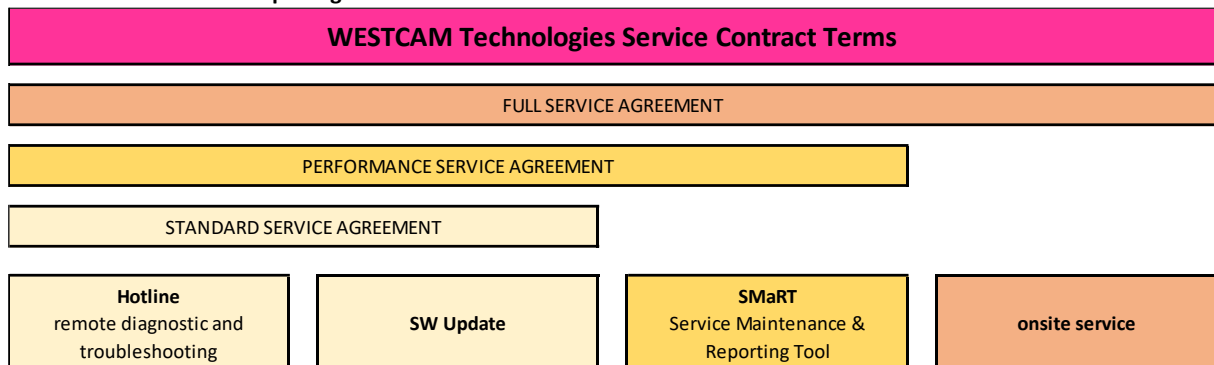 WESTCAM Technologies Service Contract Terms
FULL SERVICE AGREEMENT
PERFORMANCE SERVICE AGREEMENT
STANDARD SERVICE AGREEMENT
Hotline
remote diagnostic and
troubleshooting
SW Update
SMaRT
Service Maintenance &
Reporting Tool
onsite service